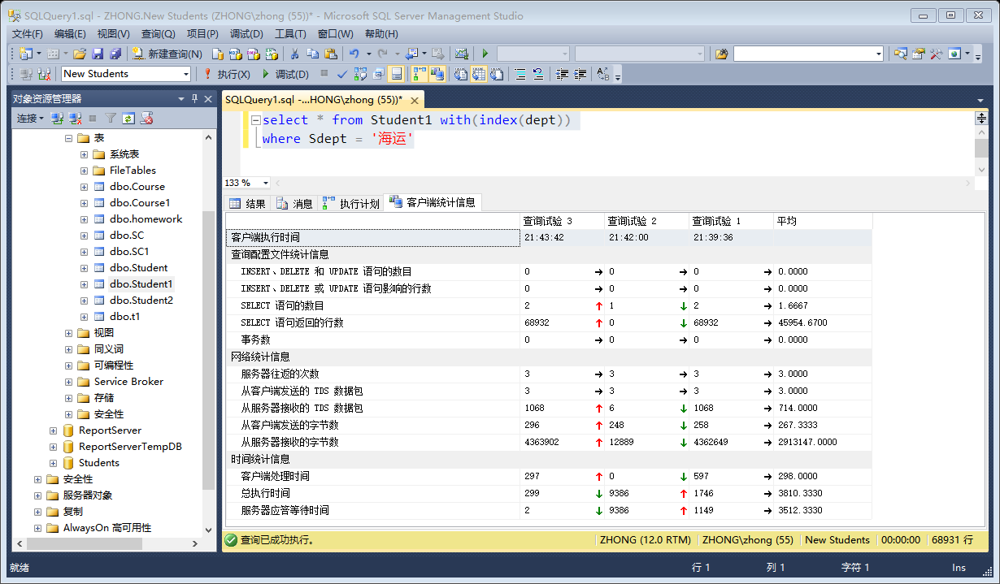 SQLQuery1.sql - ZHONG.New Students (ZHONG\zhong (55))* - Microsoft SQL Server Management Studio
文件(F) 编辑(E) 视图(V) 查询(Q) 项目(P) 调试(D) 工具(T) 窗口(W) 帮助(H)
新建查询(N)
New Students 执行(X) 调试(D)
对象资源管理器
连接
表
系统表
FileTables
dbo.Course
dbo.Course1
dbo.homework
dbo.SC
dbo.SC1
dbo.Student
dbo.Student1
dbo.Student2
dbo.t1
视图
同义词
可编程性
Service Broker
存储
安全性
ReportServer
ReportServerTempDB
Students
安全性
服务器对象
复制
AlwaysOn 高可用性
SQLQuery1.sql -...HONG\zhong (55))*
select * from Student1 with(index(dept))
where Sdept = '海运'
133 %
结果 消息 执行计划 客户端统计信息
查询试验 3 查询试验 2 查询试验 1 平均
客户端执行时间 21:43:42 21:42:00 21:39:36
查询配置文件统计信息
INSERT、DELETE 和 UPDATE 语句的数目 0 → 0 → 0 → 0.0000
INSERT、DELETE 或 UPDATE 语句影响的行数 0 → 0 → 0 → 0.0000
SELECT 语句的数目 2 ↑ 1 ↓ 2 → 1.6667
SELECT 语句返回的行数 68932 ↑ 0 ↓ 68932 → 45954.6700
事务数 0 → 0 → 0 → 0.0000
网络统计信息
服务器往返的次数 3 → 3 → 3 → 3.0000
从客户端发送的 TDS 数据包 3 → 3 → 3 → 3.0000
从服务器接收的 TDS 数据包 1068 ↑ 6 ↓ 1068 → 714.0000
从客户端发送的字节数 296 ↑ 248 ↓ 258 → 267.3333
从服务器接收的字节数 4363902 ↑ 12889 ↓ 4362649 → 2913147.0000
时间统计信息
客户端处理时间 297 ↑ 0 ↓ 597 → 298.0000
总执行时间 299 ↓ 9386 ↑ 1746 → 3810.3330
服务器应答等待时间 2 ↓ 9386 ↑ 1149 → 3512.3330
查询已成功执行。 ZHONG (12.0 RTM) ZHONG\zhong (55) New Students 00:00:00 68931 行
就绪 行 1 列 1 字符 1 Ins